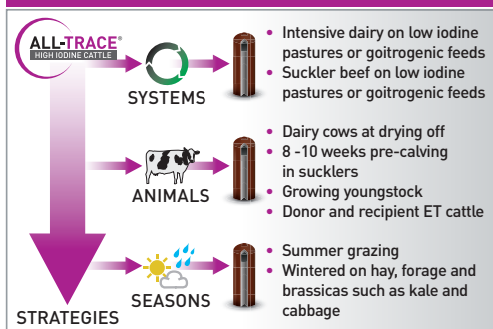 ALL-TRACE®
HIGH IODINE CATTLE
SYSTEMS
• Intensive dairy on low iodine
pastures or goitrogenic feeds
• Suckler beef on low iodine
pastures or goitrogenic feeds
ANIMALS
• Dairy cows at drying off
• 8 -10 weeks pre-calving
in sucklers
• Growing youngstock
• Donor and recipient ET cattle
SEASONS
• Summer grazing
• Wintered on hay, forage and
brassicas such as kale and
cabbage
STRATEGIES